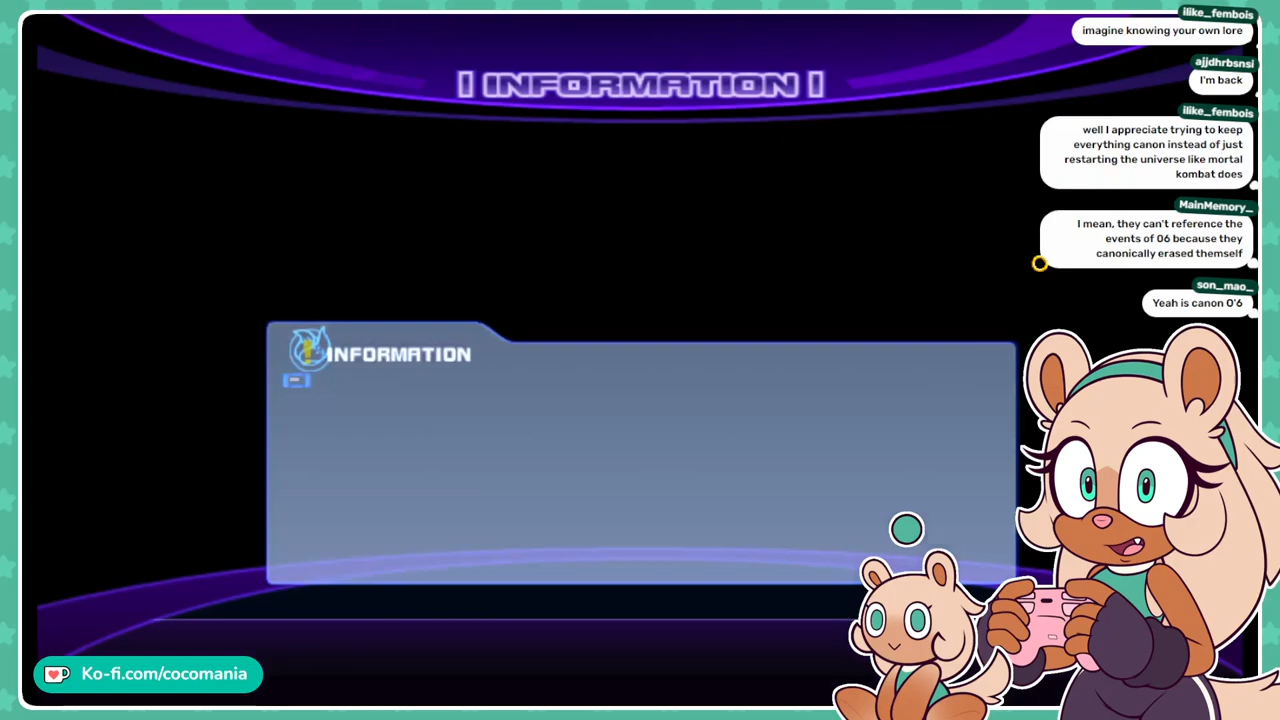 | INFORMATION |
INFORMATION
ilike_fembois
imagine knowing your own lore
ajjdhrbsnsi
I'm back
ilike_fembois
well I appreciate trying to keep
everything canon instead of just
restarting the universe like mortal
kombat does
MainMemory_
I mean, they can't reference the
events of 06 because they
canonically erased themself
son_mao_
Yeah is canon 0'6
Ko-fi.com/cocomania